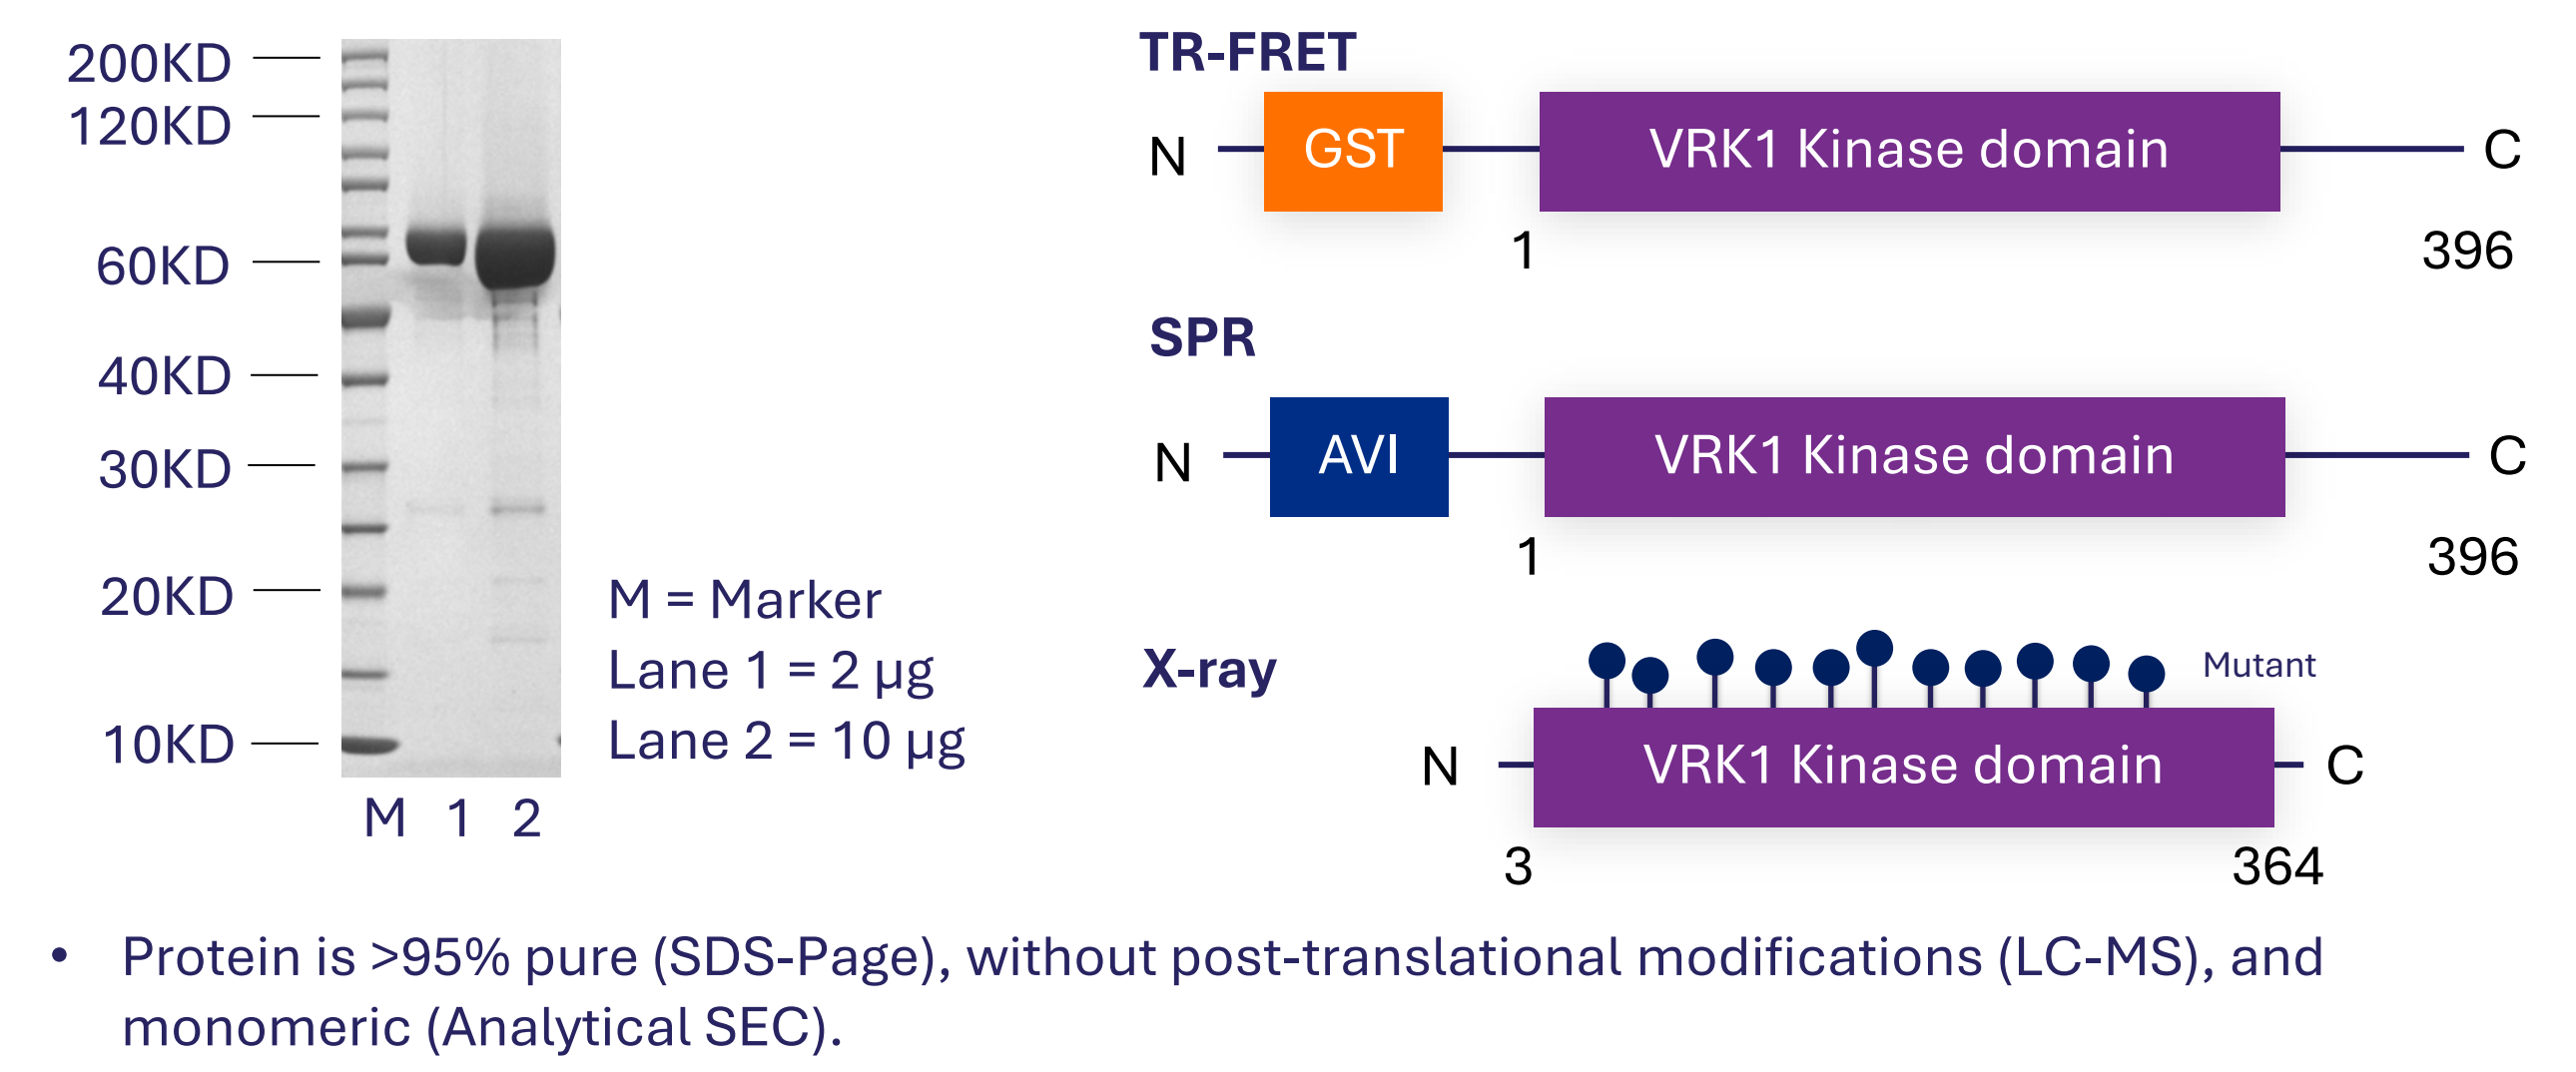 200KD
120KD
60KD
40KD
30KD
20KD
10KD
M 1 2
M = Marker
Lane 1 = 2 µg
Lane 2 = 10 µg
TR-FRET
N GST VRK1 Kinase domain C
1 396
SPR
N AVI VRK1 Kinase domain C
1 396
X-ray
Mutant
N VRK1 Kinase domain C
3 364
• Protein is >95% pure (SDS-Page), without post-translational modifications (LC-MS), and
monomeric (Analytical SEC).